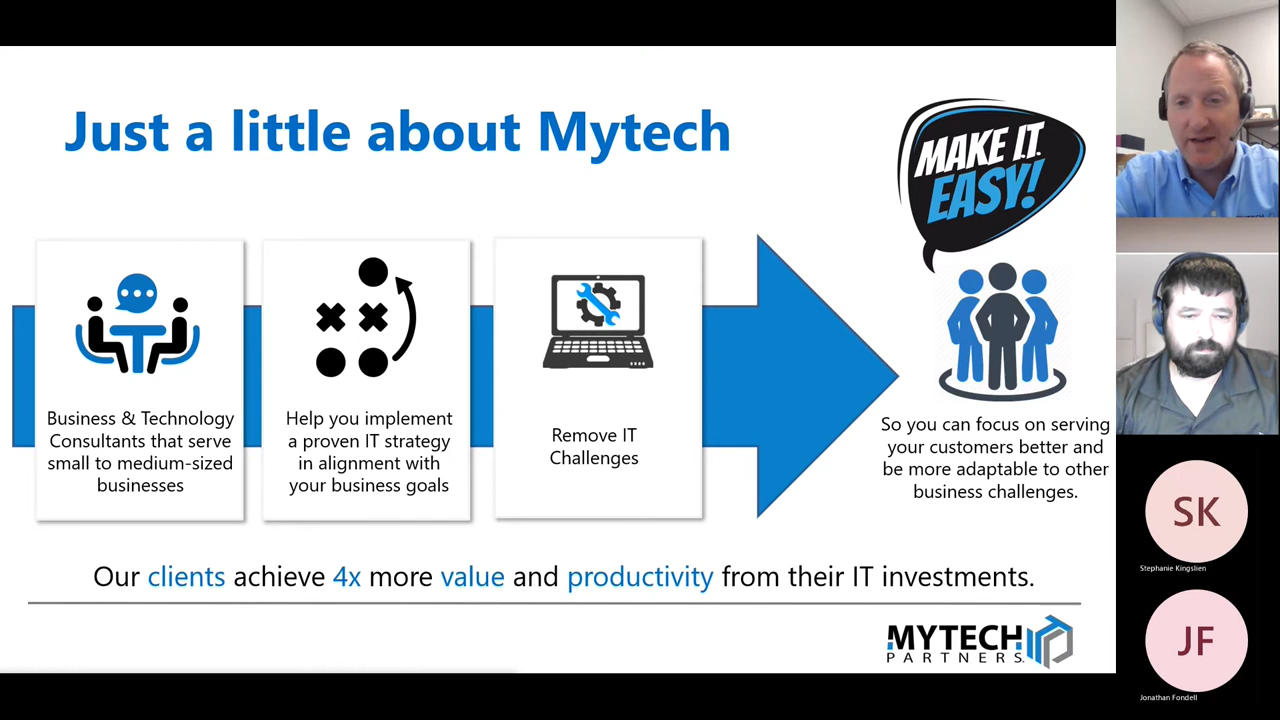 Just a little about Mytech
MAKE I.T.
EASY!
Business & Technology
Consultants that serve
small to medium-sized
businesses
Help you implement
a proven IT strategy
in alignment with
your business goals
Remove IT
Challenges
So you can focus on serving
your customers better and
be more adaptable to other
business challenges.
Our clients achieve 4x more value and productivity from their IT investments.
MYTECH
PARTNERS
SK
Stephanie Kingslien
JF
Jonathan Fondell